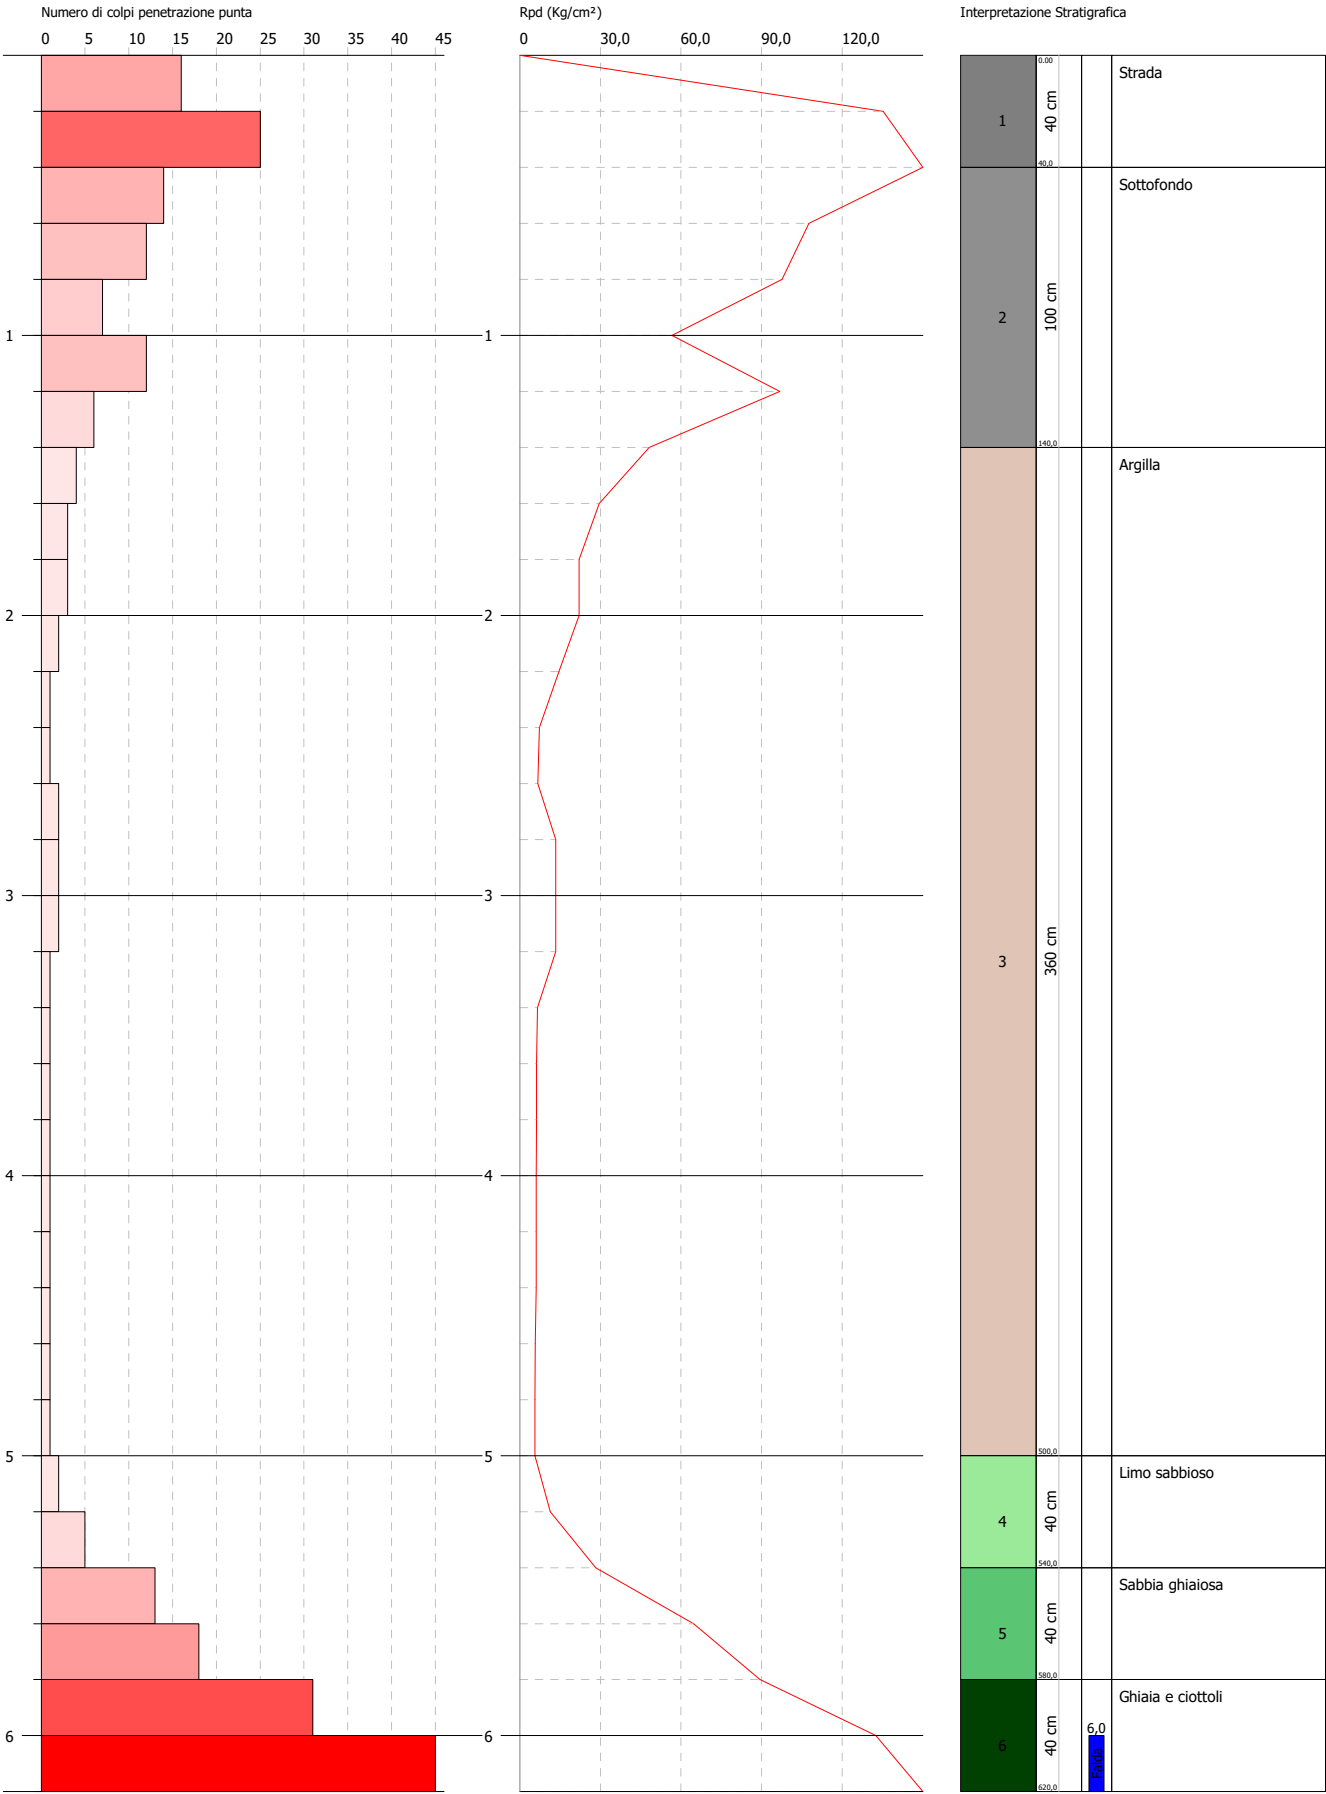 Numero di colpi penetrazione punta
Rpd (Kg/cm²)
Interpretazione Stratigrafica
0 5 10 15 20 25 30 35 40 45
0 30,0 60,0 90,0 120,0
0.00
1
40 cm
Strada
40,0
2
100 cm
Sottofondo
140,0
3
360 cm
Argilla
500,0
4
40 cm
Limo sabbioso
540,0
5
40 cm
Sabbia ghiaiosa
580,0
6
40 cm
Ghiaia e ciottoli
6,0
Falda
620,0
1
2
3
4
5
6
1
2
3
4
5
6